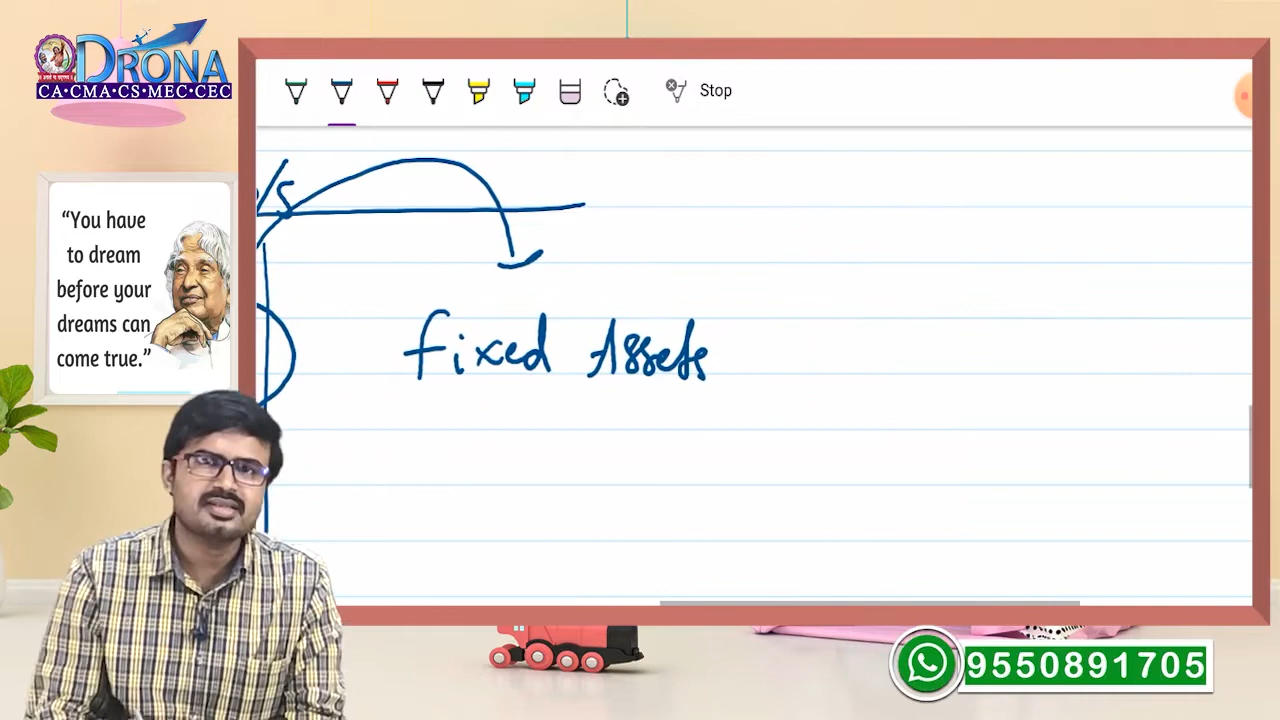 DRONA
CA•CMA•CS•MEC•CEC
Stop
“You have
to dream
before your
dreams can
come true.”
/s
Fixed Assets
9550891705